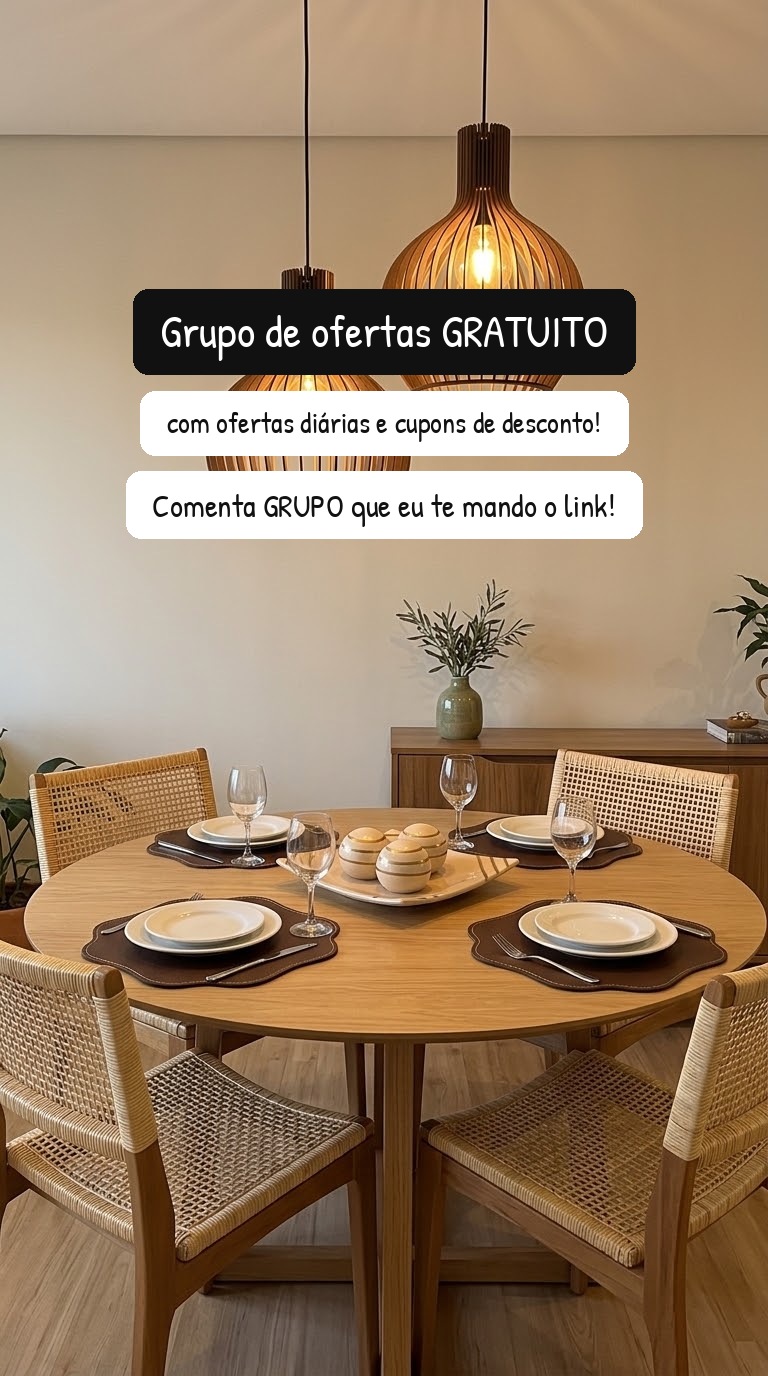 Grupo de ofertas GRATUITO
com ofertas diárias e cupons de desconto!
Comenta GRUPO que eu te mando o link!